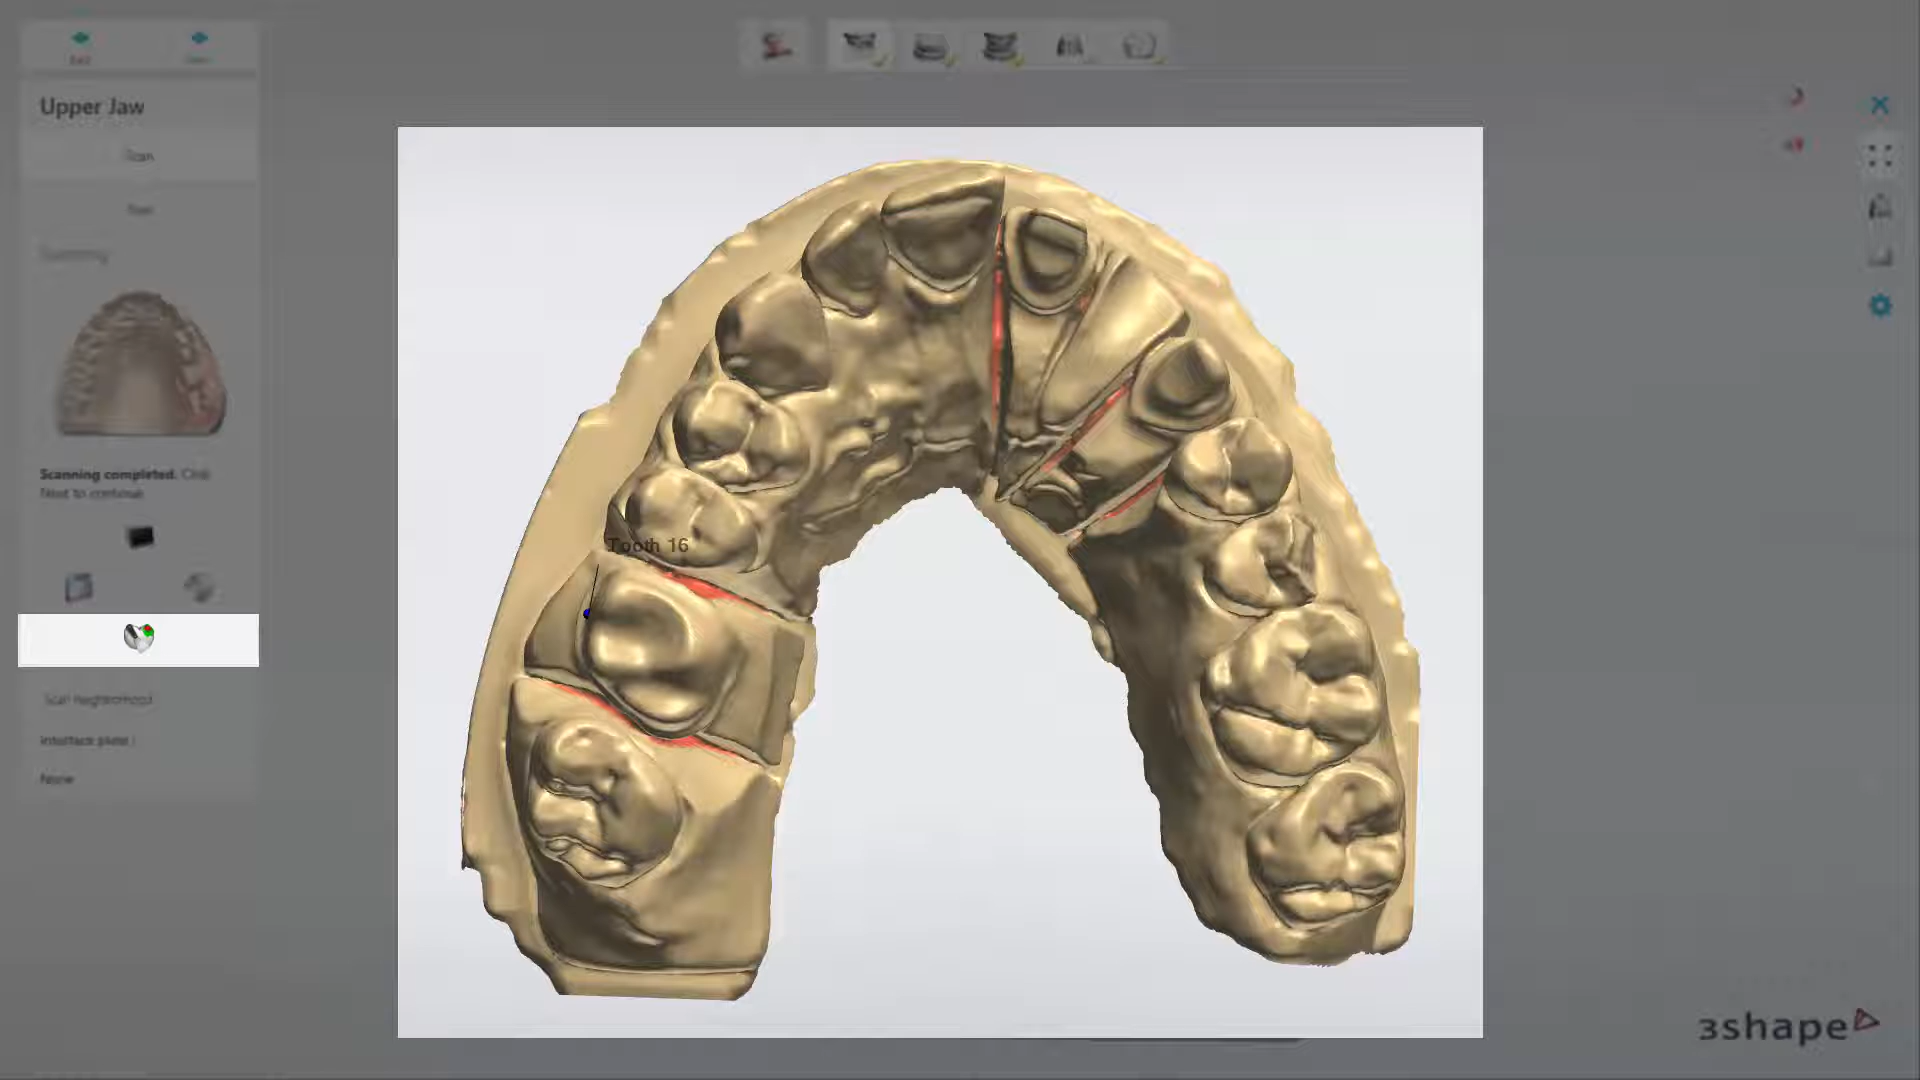 Upper Jaw
Scan
Scanning completed. Click
Next to continue
Scan neighborhood
Interface plate :
None
Tooth 16
3shape